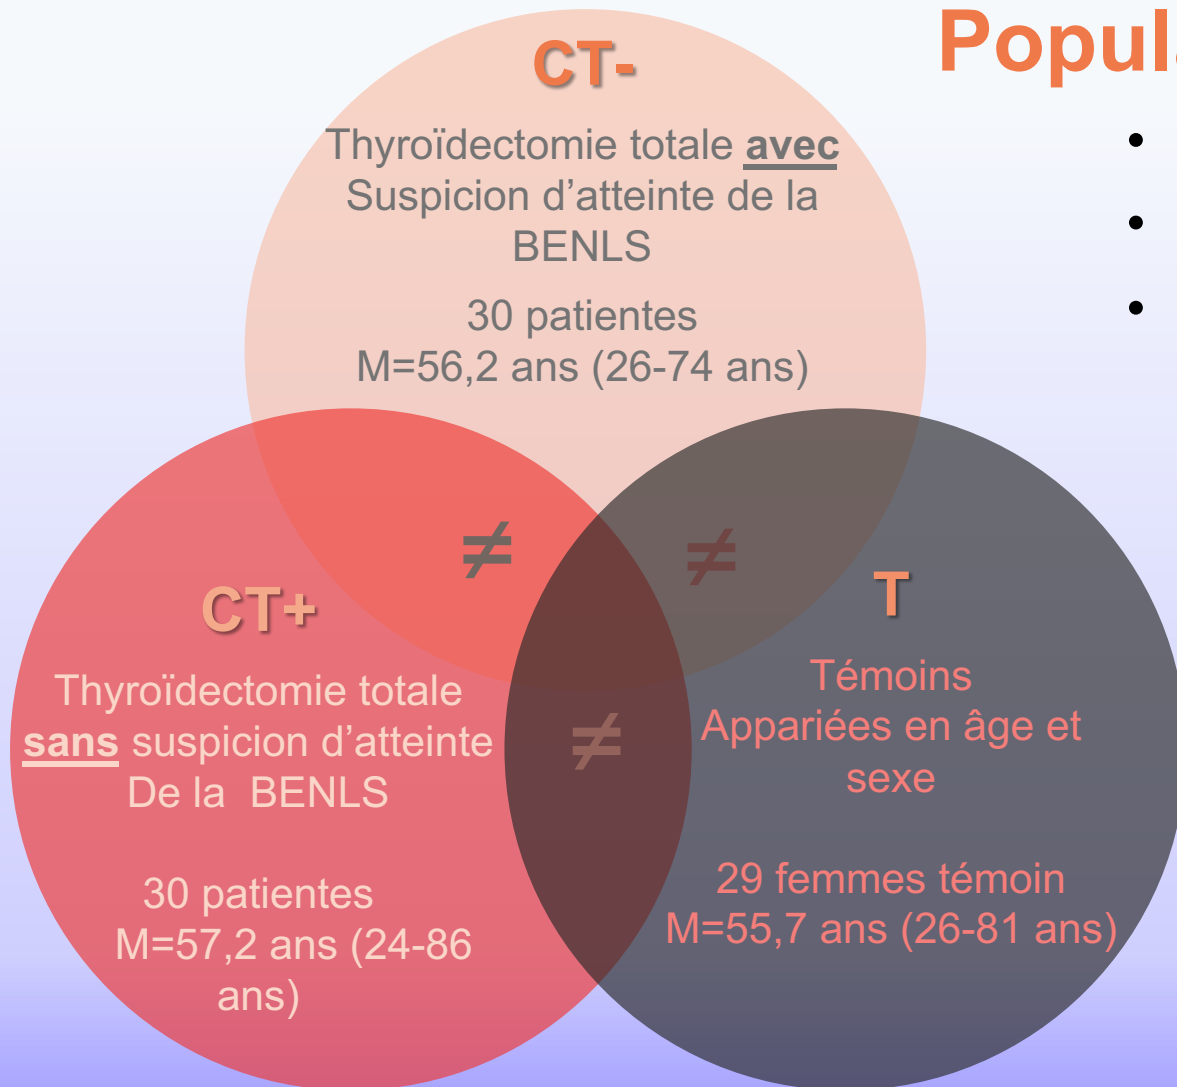 Popula
CT-
Thyroïdectomie totale avec
Suspicion d’atteinte de la
BENLS
30 patientes
M=56,2 ans (26-74 ans)
≠
≠
≠
CT+
Thyroïdectomie totale
sans suspicion d’atteinte
De la  BENLS
30 patientes
M=57,2 ans (24-86
ans)
T
Témoins
Appariées en âge et
sexe
29 femmes témoin
M=55,7 ans (26-81 ans)